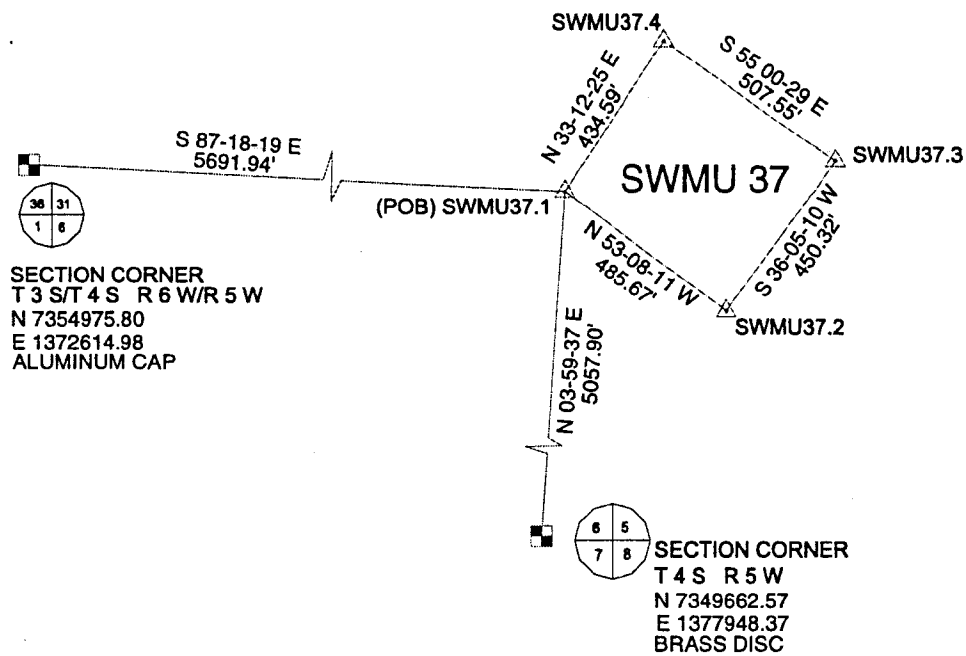 SWMU37.4
S 55 00-29 E
507.55'
N 33-12-25 E
434.59'
S 87-18-19 E
5691.94'
SWMU37.3
SWMU 37
(POB) SWMU37.1
36 31
1 6
S 36-05-10 W
450.32'
N 53-08-11 W
485.67'
SECTION CORNER
T 3 S/T 4 S R 6 W/R 5 W
N 7354975.80
E 1372614.98
ALUMINUM CAP
SWMU37.2
N 03-59-37 E
5057.90'
6 5
7 8
SECTION CORNER
T 4 S R 5 W
N 7349662.57
E 1377948.37
BRASS DISC